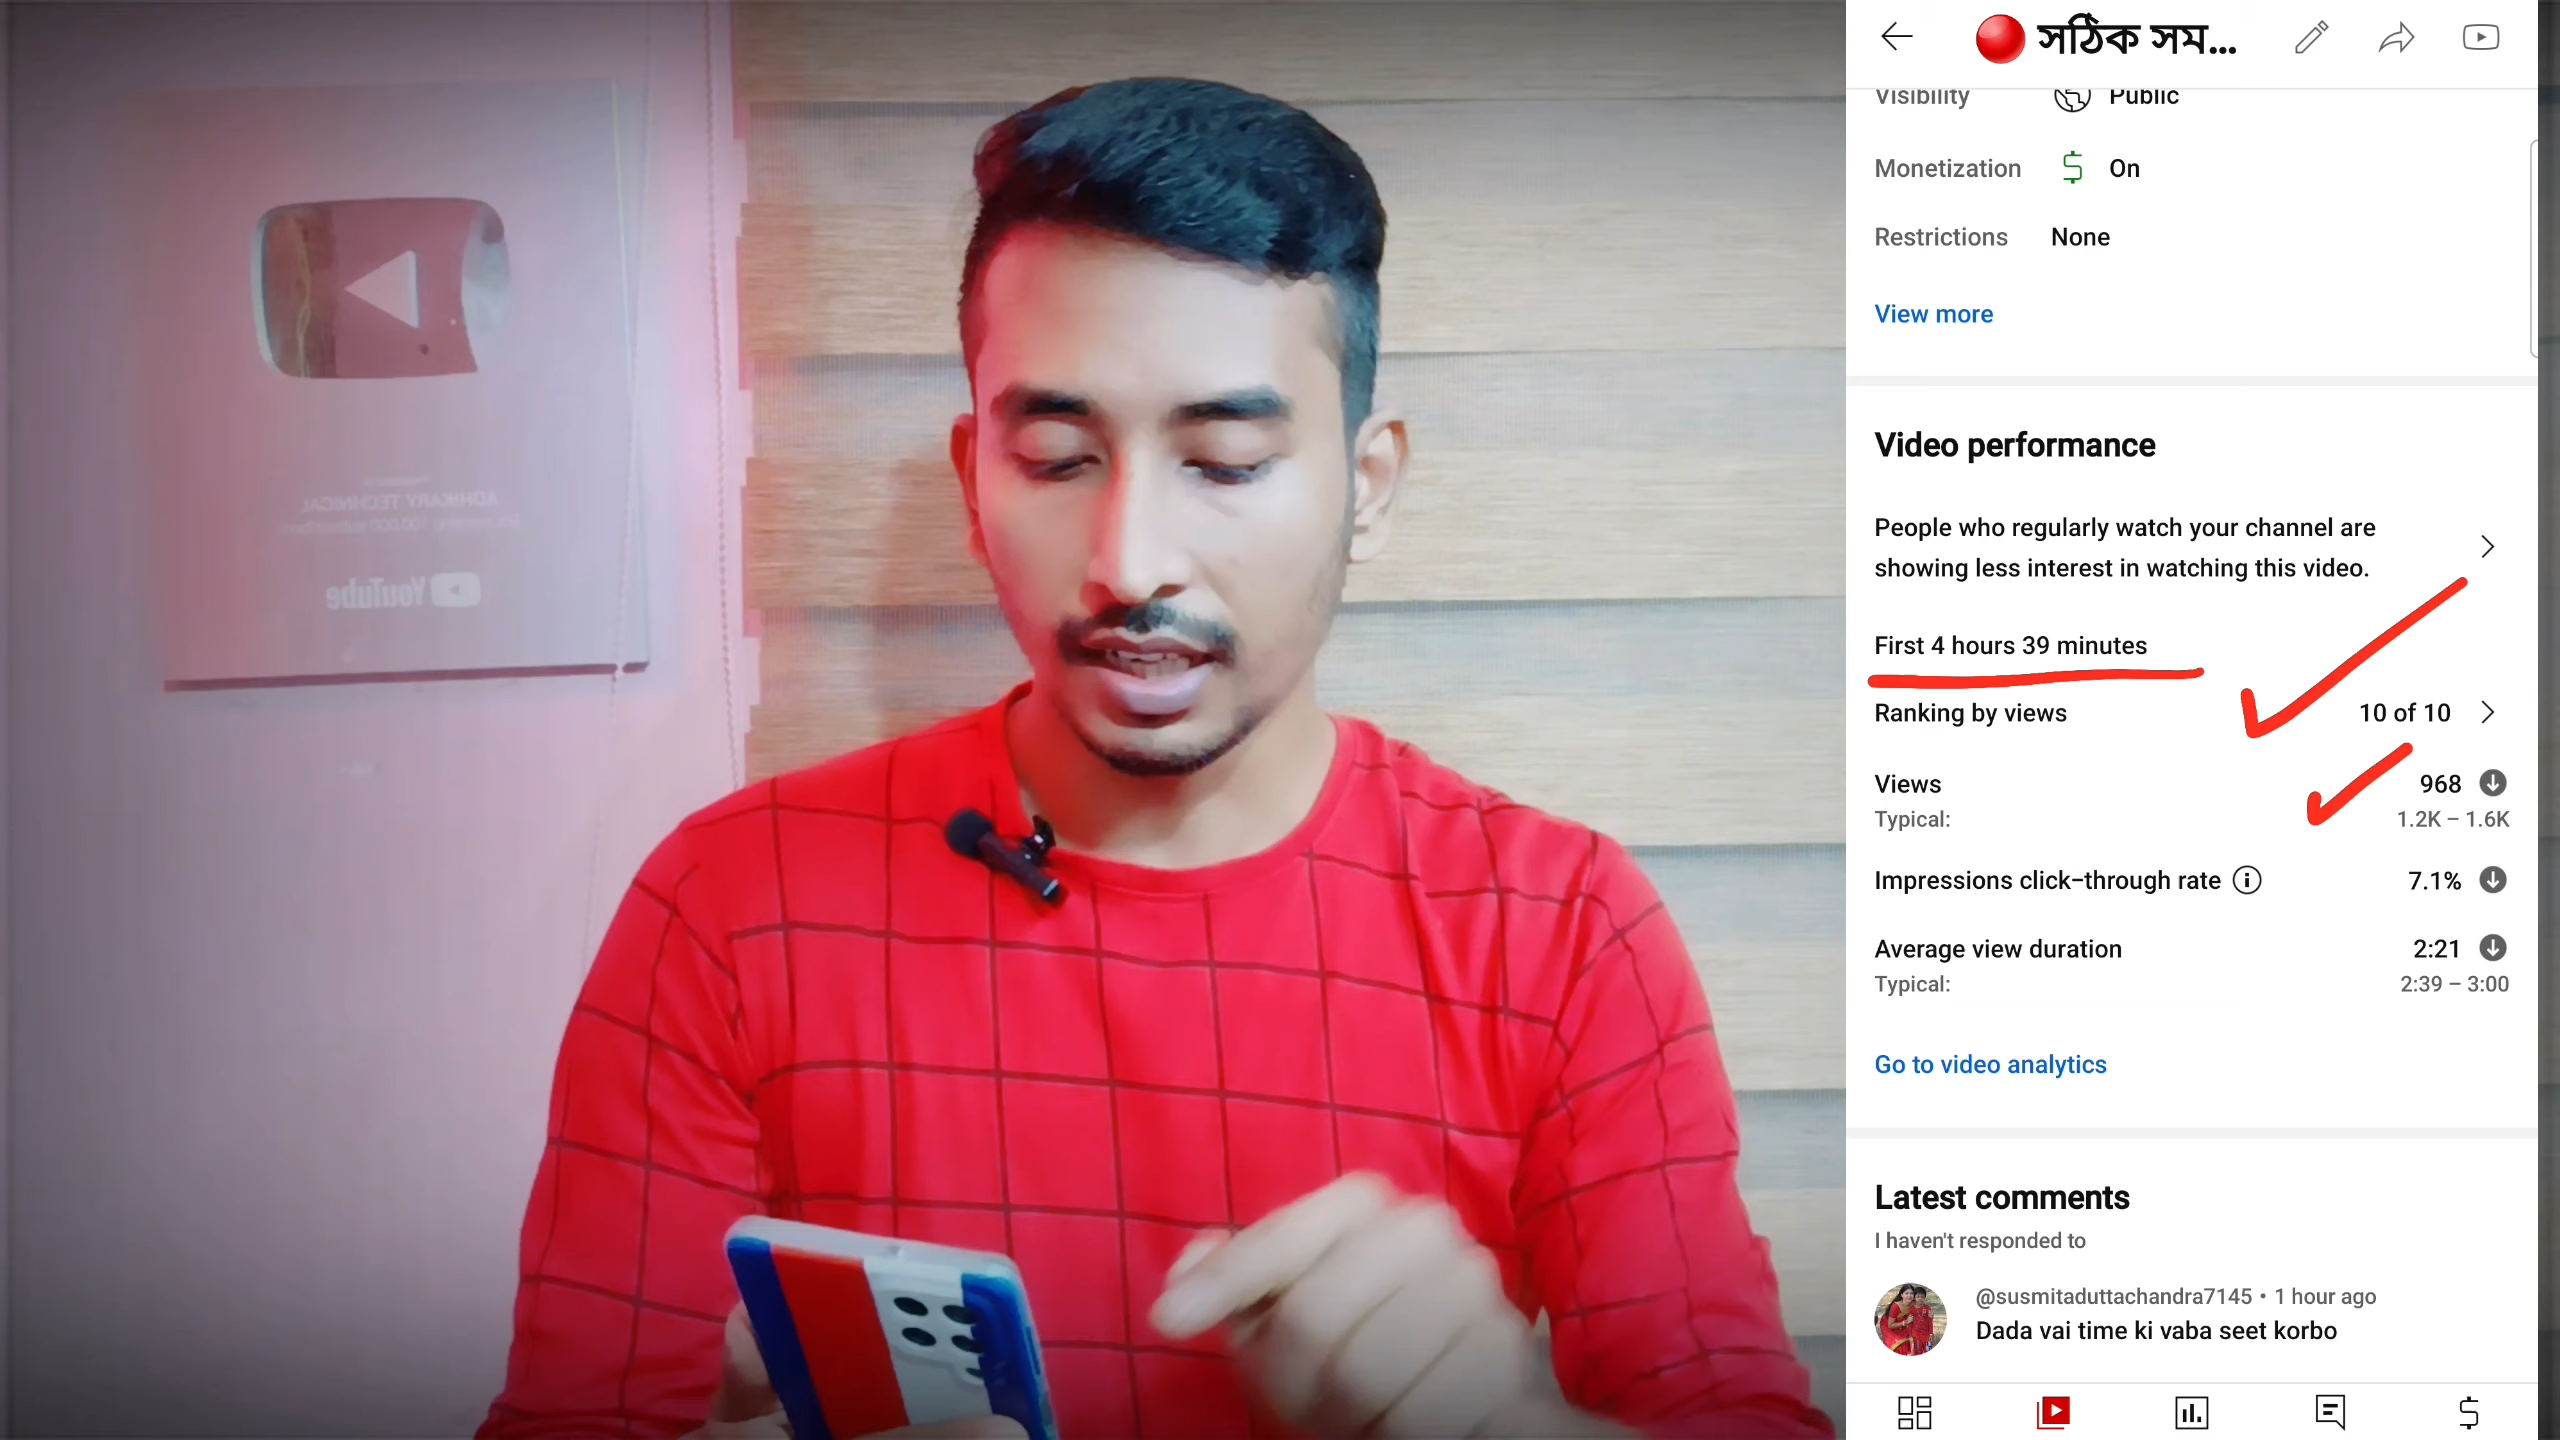 ADHIKARY TECHNICAL
YouTube
সঠিক সম...
Visibility Public
Monetization On
Restrictions None
View more
Video performance
People who regularly watch your channel are
showing less interest in watching this video.
First 4 hours 39 minutes
Ranking by views 10 of 10
Views 968
Typical: 1.2K – 1.6K
Impressions click-through rate 7.1%
Average view duration 2:21
Typical: 2:39 – 3:00
Go to video analytics
Latest comments
I haven't responded to
@susmitaduttachandra7145 • 1 hour ago
Dada vai time ki vaba seet korbo